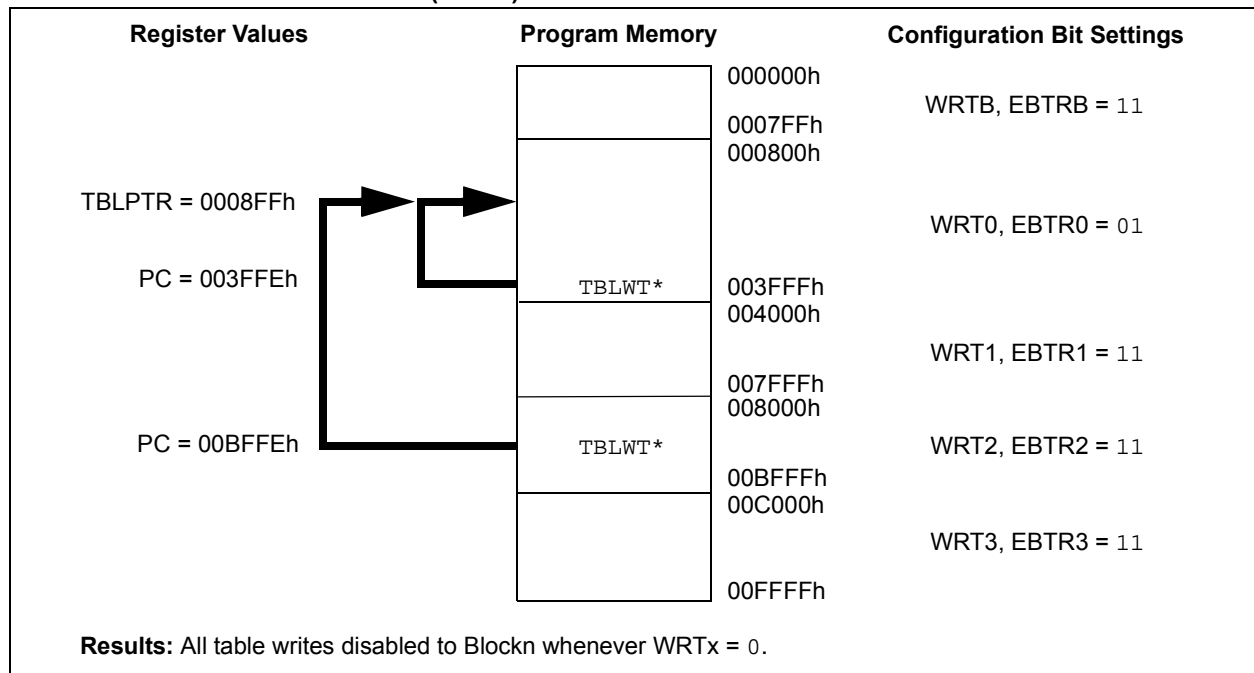 Register Values Program Memory Configuration Bit Settings
000000h
WRTB, EBTRB = 11
0007FFh
000800h
TBLPTR = 0008FFh
WRT0, EBTR0 = 01
PC = 003FFEh TBLWT* 003FFFh
004000h
WRT1, EBTR1 = 11
007FFFh
008000h
PC = 00BFFEh TBLWT* WRT2, EBTR2 = 11
00BFFFh
00C000h
WRT3, EBTR3 = 11
00FFFFh
Results: All table writes disabled to Blockn whenever WRTx = 0.